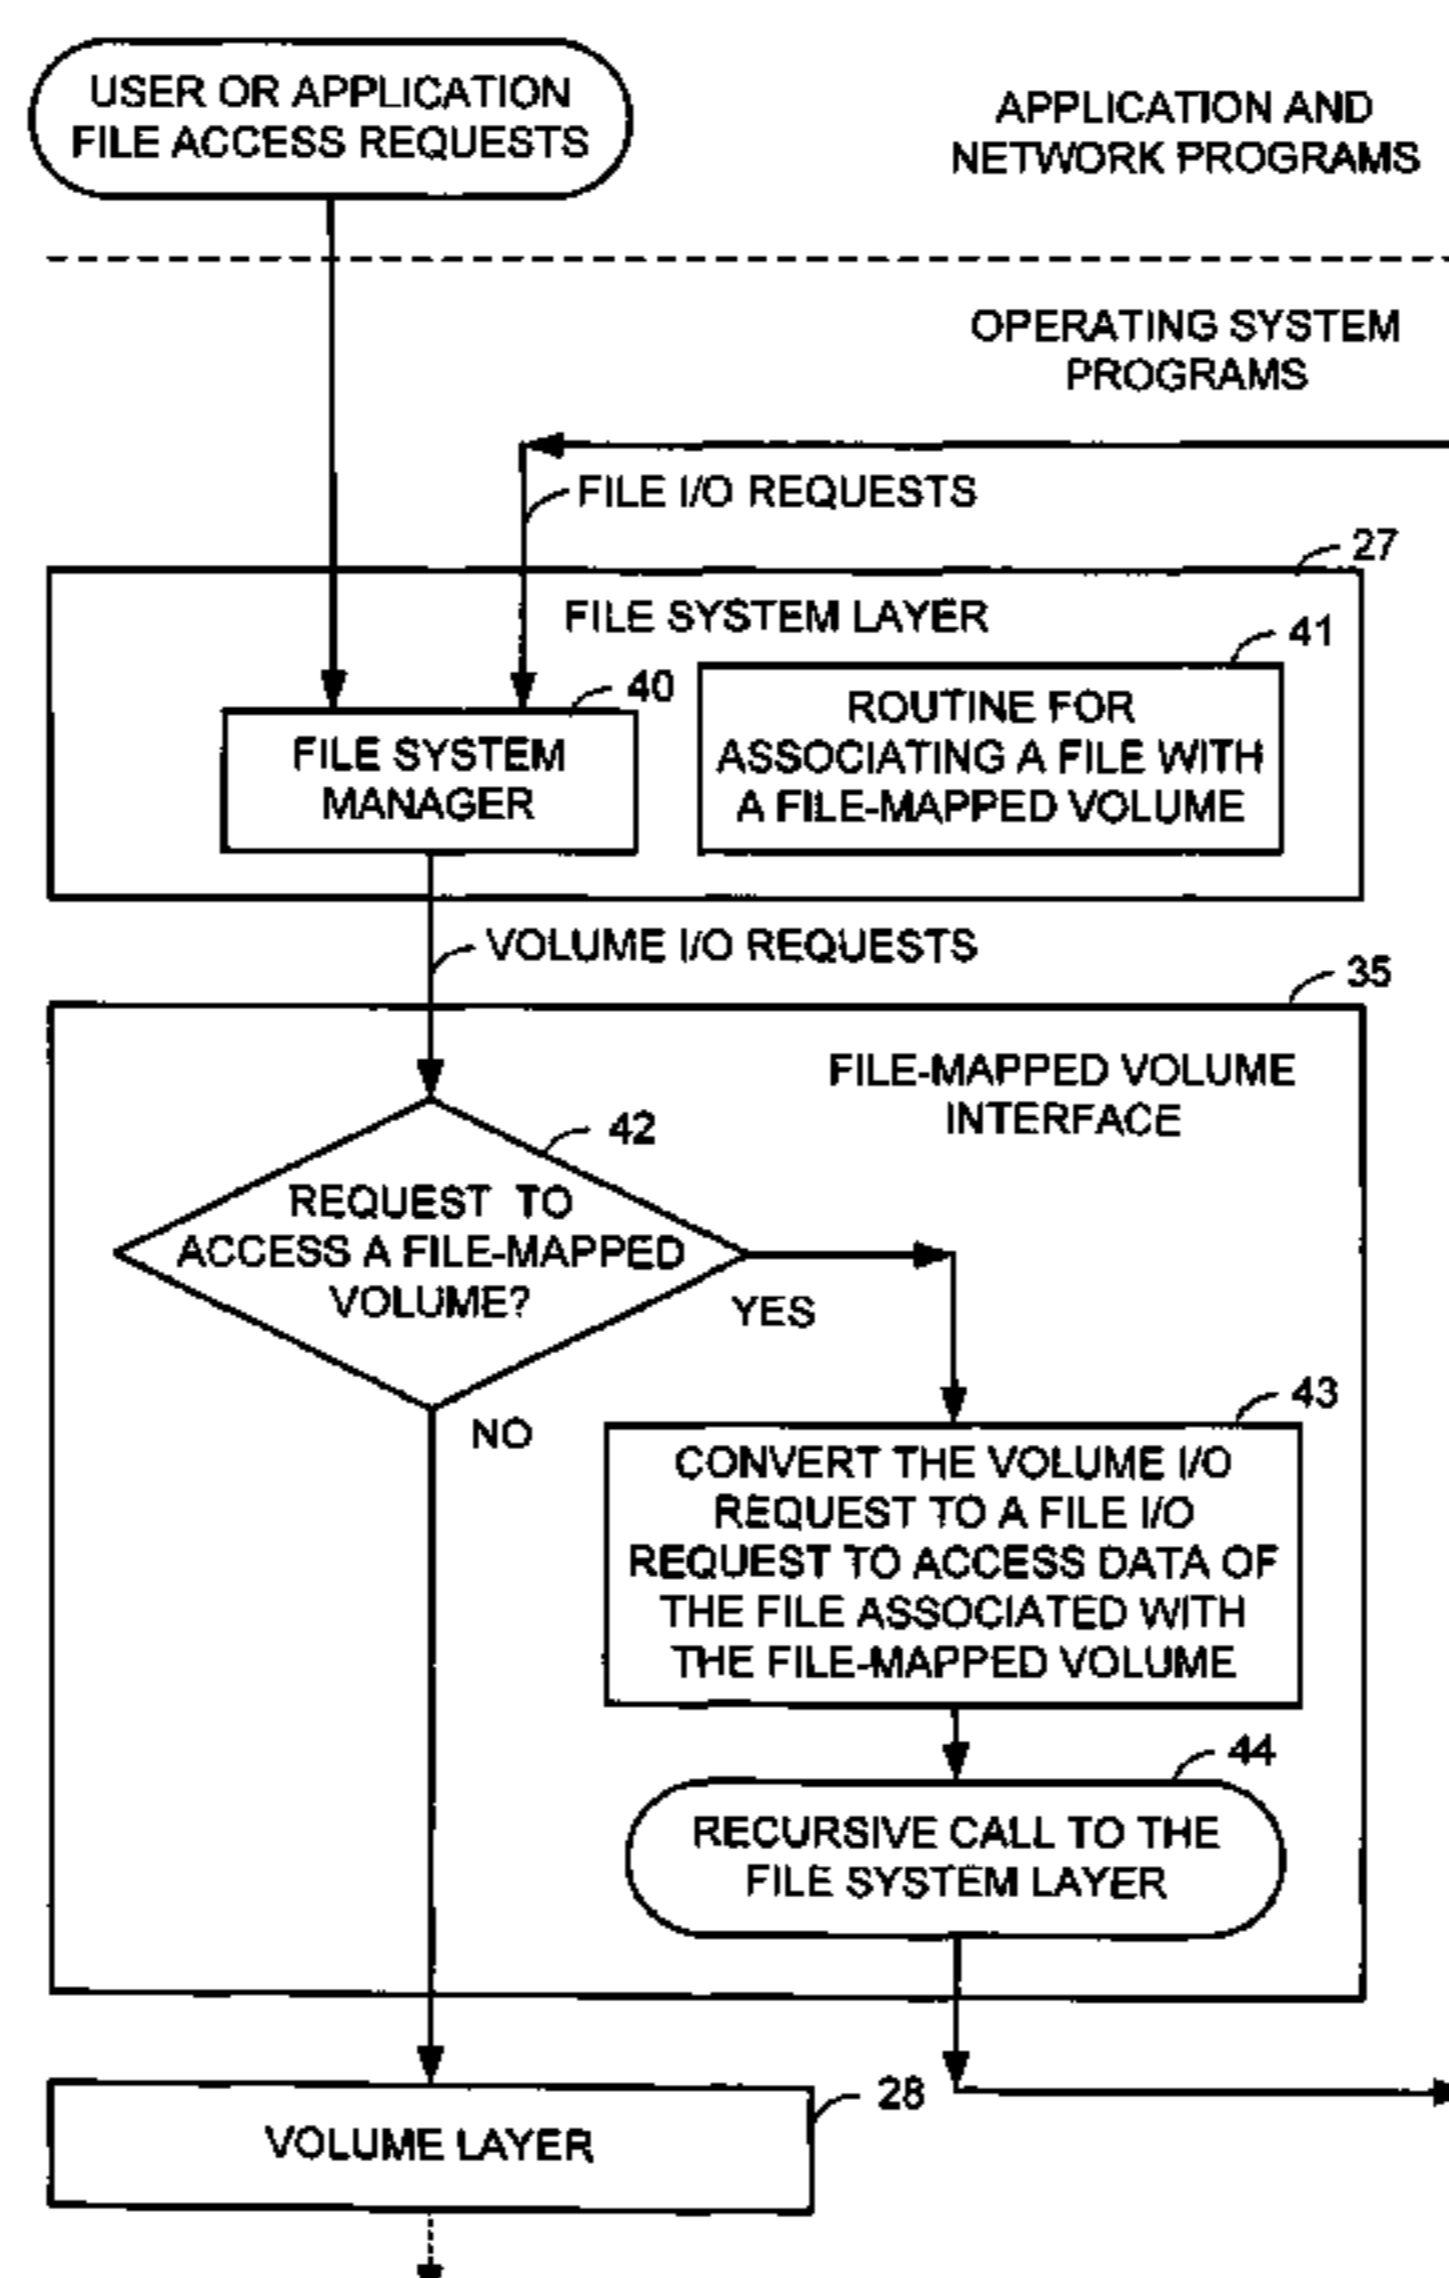 USER OR APPLICATION
FILE ACCESS REQUESTS
APPLICATION AND
NETWORK PROGRAMS
OPERATING SYSTEM
PROGRAMS
FILE I/O REQUESTS
27
FILE SYSTEM LAYER
41
40
ROUTINE FOR
ASSOCIATING A FILE WITH
A FILE-MAPPED VOLUME
FILE SYSTEM
MANAGER
VOLUME I/O REQUESTS
35
FILE-MAPPED VOLUME
INTERFACE
42
REQUEST TO
ACCESS A FILE-MAPPED
VOLUME?
YES
NO
43
CONVERT THE VOLUME I/O
REQUEST TO A FILE I/O
REQUEST TO ACCESS DATA OF
THE FILE ASSOCIATED WITH
THE FILE-MAPPED VOLUME
44
RECURSIVE CALL TO THE
FILE SYSTEM LAYER
28
VOLUME LAYER